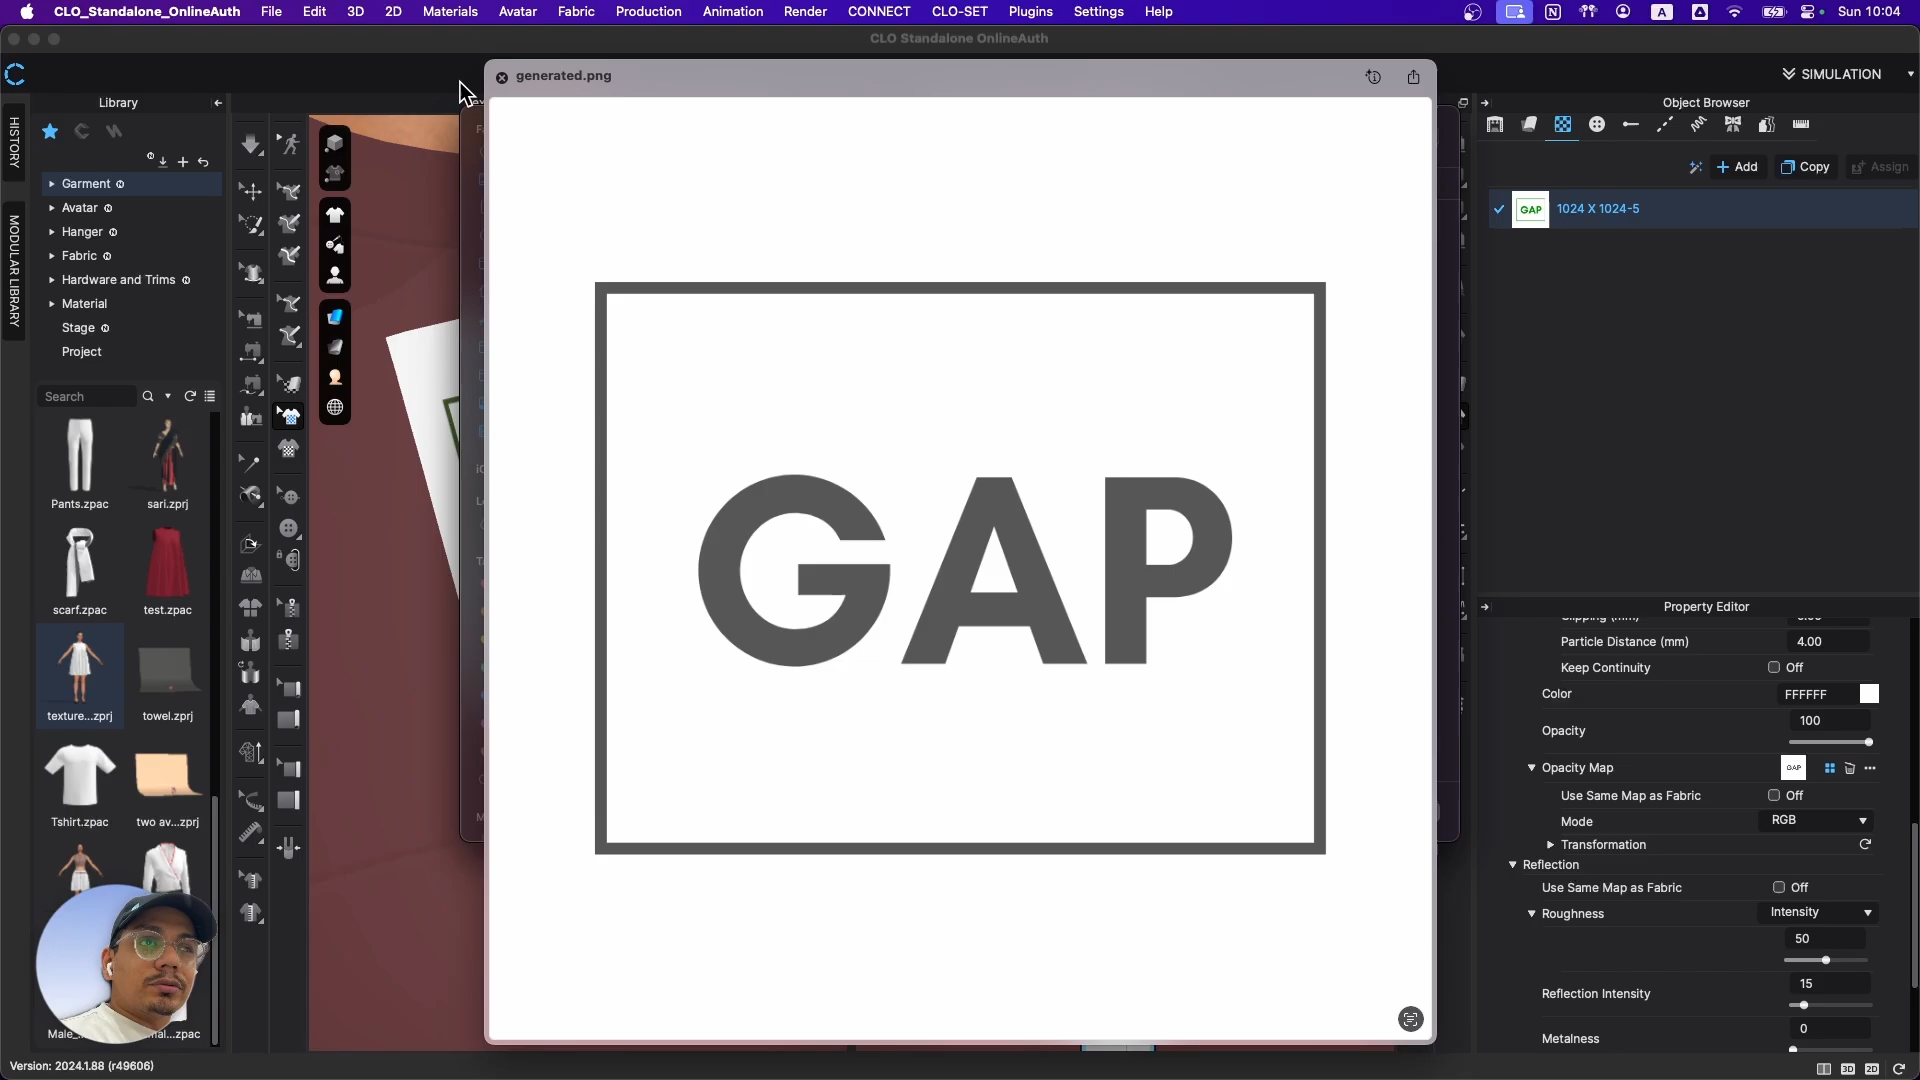 CLO_Standalone_OnlineAuth File Edit 3D 2D Materials Avatar Fabric Production Animation Render CONNECT CLO-SET Plugins Settings Help A Sun 10:04
CLO Standalone OnlineAuth
generated.png
SIMULATION
Library
Object Browser
HISTORY
MODULAR LIBRARY
Garment
Avatar
Hanger
Fabric
Hardware and Trims
Material
Stage
Project
Search
Pants.zpac
sari.zprj
scarf.zpac
test.zpac
texture...zprj
towel.zprj
Tshirt.zpac
two av...zprj
GAP
Add
Copy
Assign
GAP
1024 X 1024-5
Property Editor
Particle Distance (mm) 4.00
Keep Continuity Off
Color FFFFFF
Opacity 100
Opacity Map GAP
Use Same Map as Fabric Off
Mode RGB
Transformation
Reflection
Use Same Map as Fabric Off
Roughness Intensity
50
Reflection Intensity 15
Metalness 0
Version: 2024.1.88 (r49606)
3D 2D